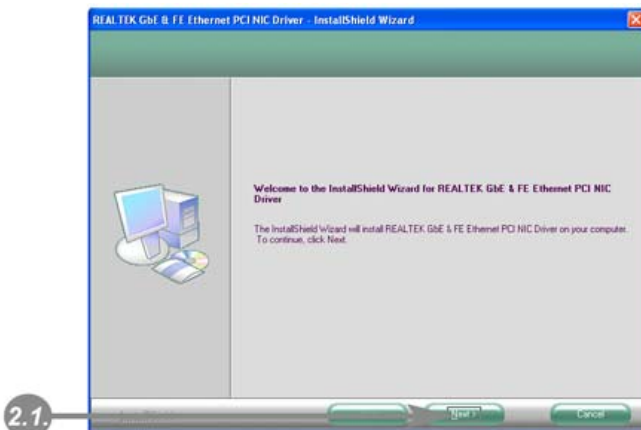 REALTEK GbE & FE Ethernet PCI NIC Driver - InstallShield Wizard
Welcome to the InstallShield Wizard for REALTEK GbE & FE Ethernet PCI NIC
Driver
The InstallShield Wizard will install REALTEK GbE & FE Ethernet PCI NIC Driver on your computer.
To continue, click Next.
2.1.
Next >
Cancel